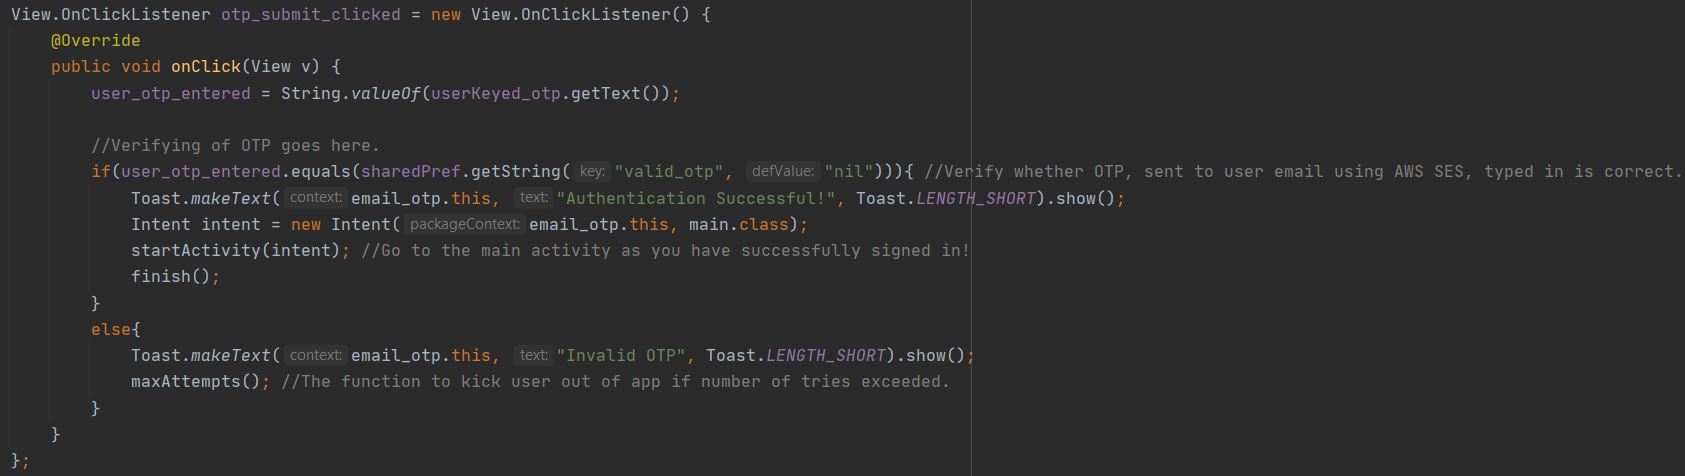 View.OnClickListener otp_submit_clicked = new View.OnClickListener() {
@Override
public void onClick(View v) {
user_otp_entered = String.valueOf(userKeyed_otp.getText());
//Verifying of OTP goes here.
if(user_otp_entered.equals(sharedPref.getString( key: "valid_otp", defValue: "nil"))){ //Verify whether OTP, sent to user email using AWS SES, typed in is correct.
Toast.makeText( context: email_otp.this, text: "Authentication Successful!", Toast.LENGTH_SHORT).show();
Intent intent = new Intent( packageContext: email_otp.this, main.class);
startActivity(intent); //Go to the main activity as you have successfully signed in!
finish();
}
else{
Toast.makeText( context: email_otp.this, text: "Invalid OTP", Toast.LENGTH_SHORT).show();
maxAttempts(); //The function to kick user out of app if number of tries exceeded.
}
}
};